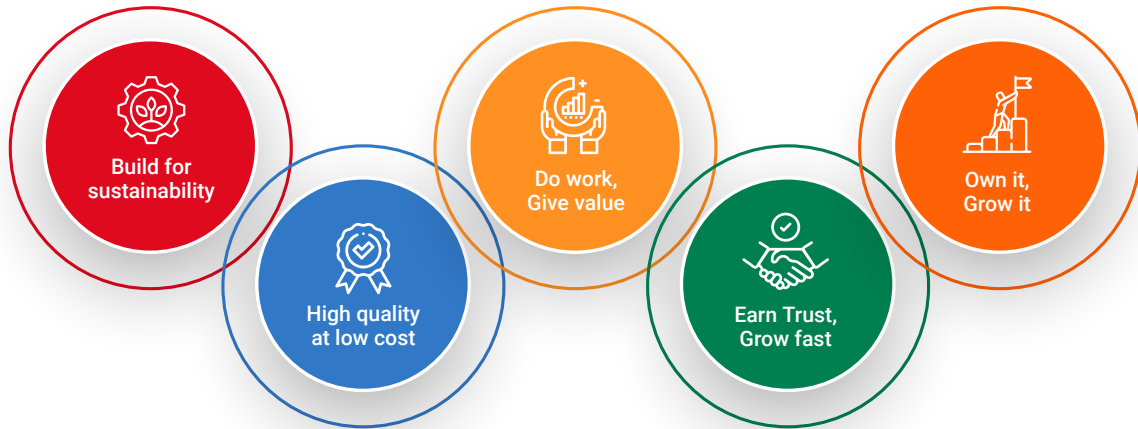 Build for
sustainability
High quality
at low cost
Do work,
Give value
Earn Trust,
Grow fast
Own it,
Grow it